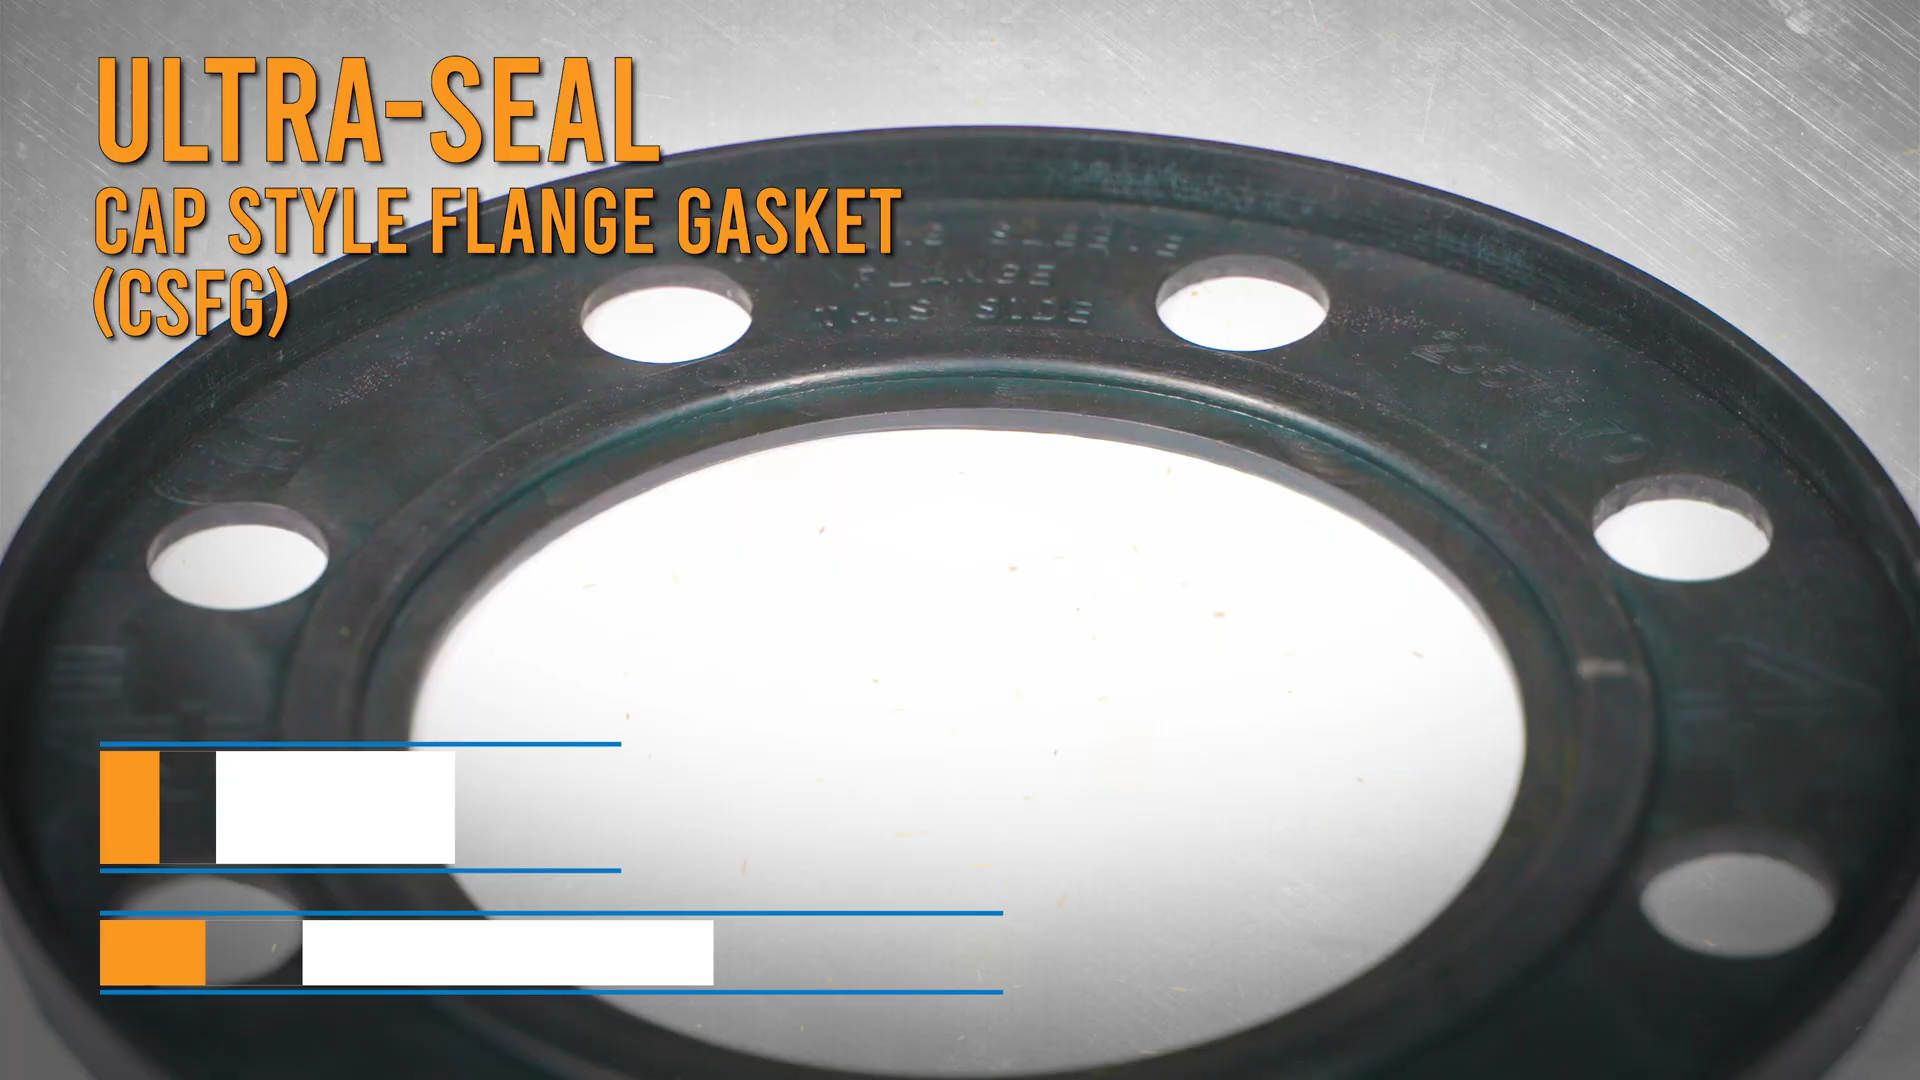 ULTRA-SEAL
CAP STYLE FLANGE GASKET
(CSFG)
FLANGE
THIS SIDE